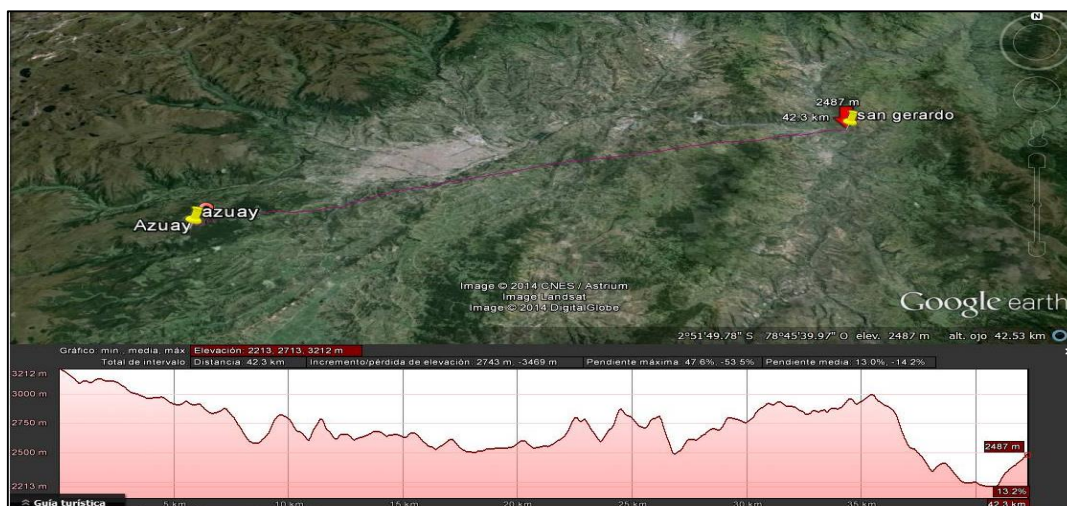 N
2487 m
42.3 km
san gerardo
azuay
Azuay
Image © 2014 CNES / Astrium
Image Landsat
Image © 2014 DigitalGlobe
Google earth
2°51'49.78" S 78°45'39.97" O elev. 2487 m alt. ojo 42.53 km
Gráfico: min., media, máx Elevación: 2213, 2713, 3212 m
Total de intervalo Distancia: 42.3 km Incremento/pérdida de elevación: 2743 m, -3469 m Pendiente máxima: 47.6%, -53.5% Pendiente media: 13.0%, -14.2%
3212 m
3000 m
2750 m
2500 m
2487 m
2213 m
13.2%
Guía turística 5 km 10 km 15 km 20 km 25 km 30 km 35 km 42.3 km